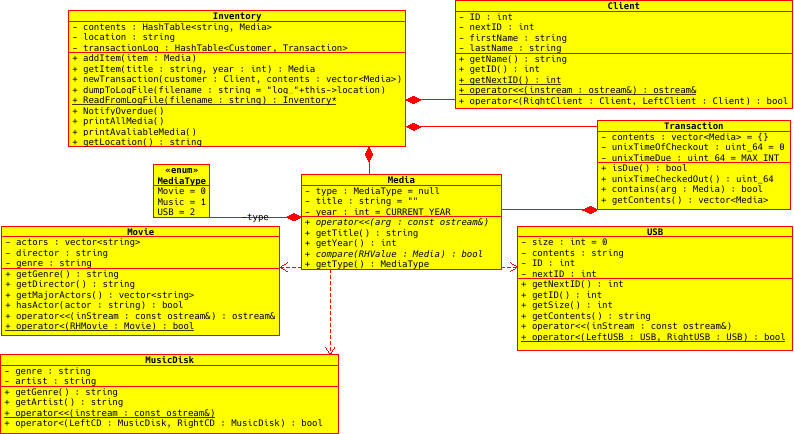 Inventory
- contents : HashTable<string, Media>
- location : string
- transactionLog : HashTable<Customer, Transaction>
+ addItem(item : Media)
+ getItem(title : string, year : int) : Media
+ newTransaction(customer : Client, contents : vector<Media>)
+ dumpToLogFile(filename : string = "log_"+this->location)
+ ReadFromLogFile(filename : string) : Inventory*
+ NotifyOverdue()
+ printAllMedia()
+ printAvaliableMedia()
+ getLocation() : string
Client
- ID : int
- nextID : int
- firstName : string
- lastName : string
+ getName() : string
+ getID() : int
+ getNextID() : int
+ operator<<(instream : ostream&) : ostream&
+ operator<(RightClient : Client, LeftClient : Client) : bool
Transaction
- contents : vector<Media> = {}
- unixTimeOfCheckout : uint_64 = 0
- unixTimeDue : uint_64 = MAX_INT
+ isDue() : bool
+ unixTimeCheckedOut() : uint_64
+ contains(arg : Media) : bool
+ getContents() : vector<Media>
«enum»
MediaType
Movie = 0
Music = 1
USB = 2
-type
Media
- type : MediaType = null
- title : string = ""
- year : int = CURRENT_YEAR
+ operator<<(arg : const ostream&)
+ getTitle() : string
+ getYear() : int
+ compare(RHValue : Media) : bool
+ getType() : MediaType
Movie
- actors : vector<string>
- director : string
- genre : string
+ getGenre() : string
+ getDirector() : string
+ getMajorActors() : vector<string>
+ hasActor(actor : string) : bool
+ operator<<(inStream : const ostream&) : ostream&
+ operator<(RHMovie : Movie) : bool
USB
- size : int = 0
- contents : string
- ID : int
- nextID : int
+ getNextID() : int
+ getID() : int
+ getSize() : int
+ getContents() : string
+ operator<<(inStream : const ostream&)
+ operator<(LeftUSB : USB, RightUSB : USB) : bool
MusicDisk
- genre : string
- artist : string
+ getGenre() : string
+ getArtist() : string
+ operator<<(instream : const ostream&)
+ operator<(LeftCD : MusicDisk, RightCD : MusicDisk) : bool